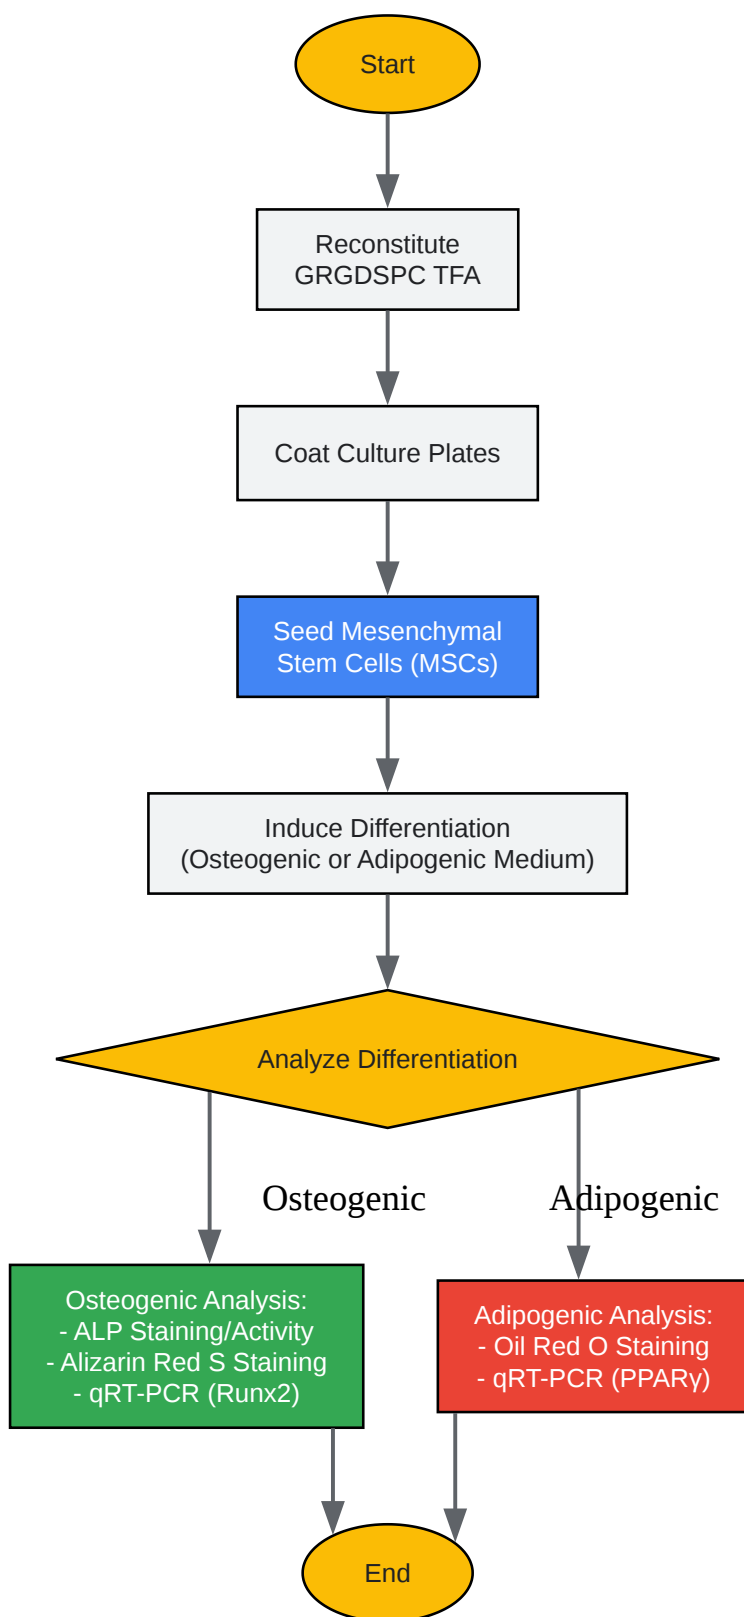 Start
Reconstitute
GRGDSPC TFA
Coat Culture Plates
Seed Mesenchymal
Stem Cells (MSCs)
Induce Differentiation
(Osteogenic or Adipogenic Medium)
Analyze Differentiation
Osteogenic
Adipogenic
Osteogenic Analysis:
- ALP Staining/Activity
- Alizarin Red S Staining
- qRT-PCR (Runx2)
Adipogenic Analysis:
- Oil Red O Staining
- qRT-PCR (PPARγ)
End